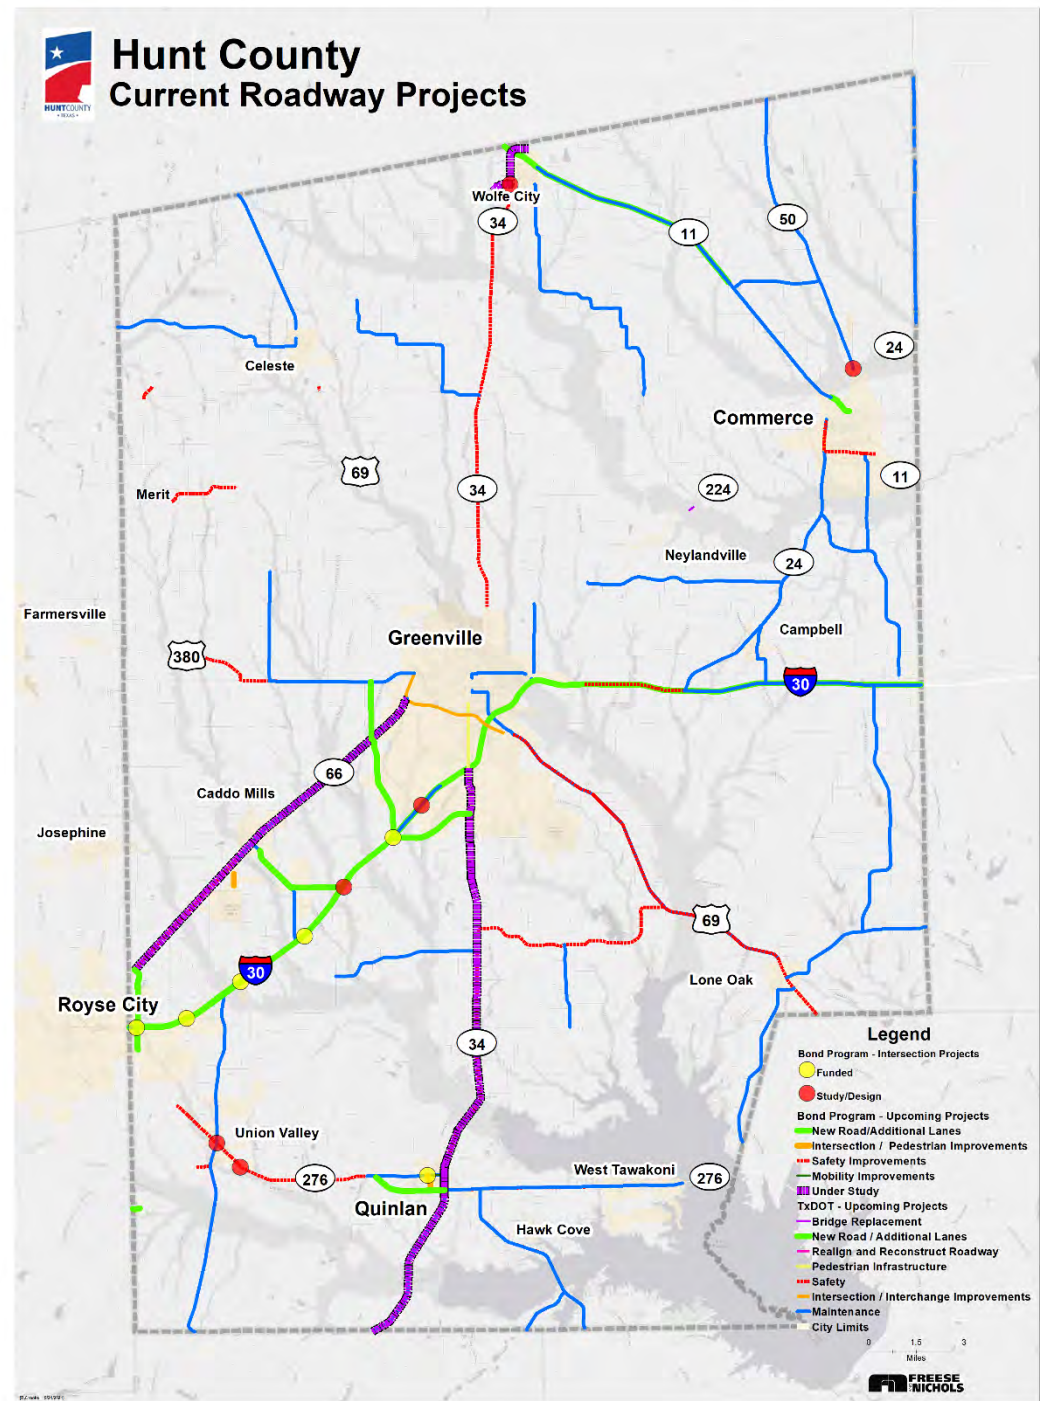 HUNTCOUNTY
• TEXAS •
Hunt County
Current Roadway Projects
Wolfe City
34
11
50
24
Celeste
Commerce
69
34
224
11
Merit
Neylandville
24
Farmersville
Greenville
Campbell
380
30
66
Caddo Mills
Josephine
69
30
Lone Oak
Royse City
34
Union Valley
276
West Tawakoni
276
Quinlan
Hawk Cove
Legend
Bond Program - Intersection Projects
Funded
Study/Design
Bond Program - Upcoming Projects
New Road/Additional Lanes
Intersection / Pedestrian Improvements
Safety Improvements
Mobility Improvements
Under Study
TxDOT - Upcoming Projects
Bridge Replacement
New Road / Additional Lanes
Realign and Reconstruct Roadway
Pedestrian Infrastructure
Safety
Intersection / Interchange Improvements
Maintenance
City Limits
0 1.5 3
Miles
FREESE
NICHOLS